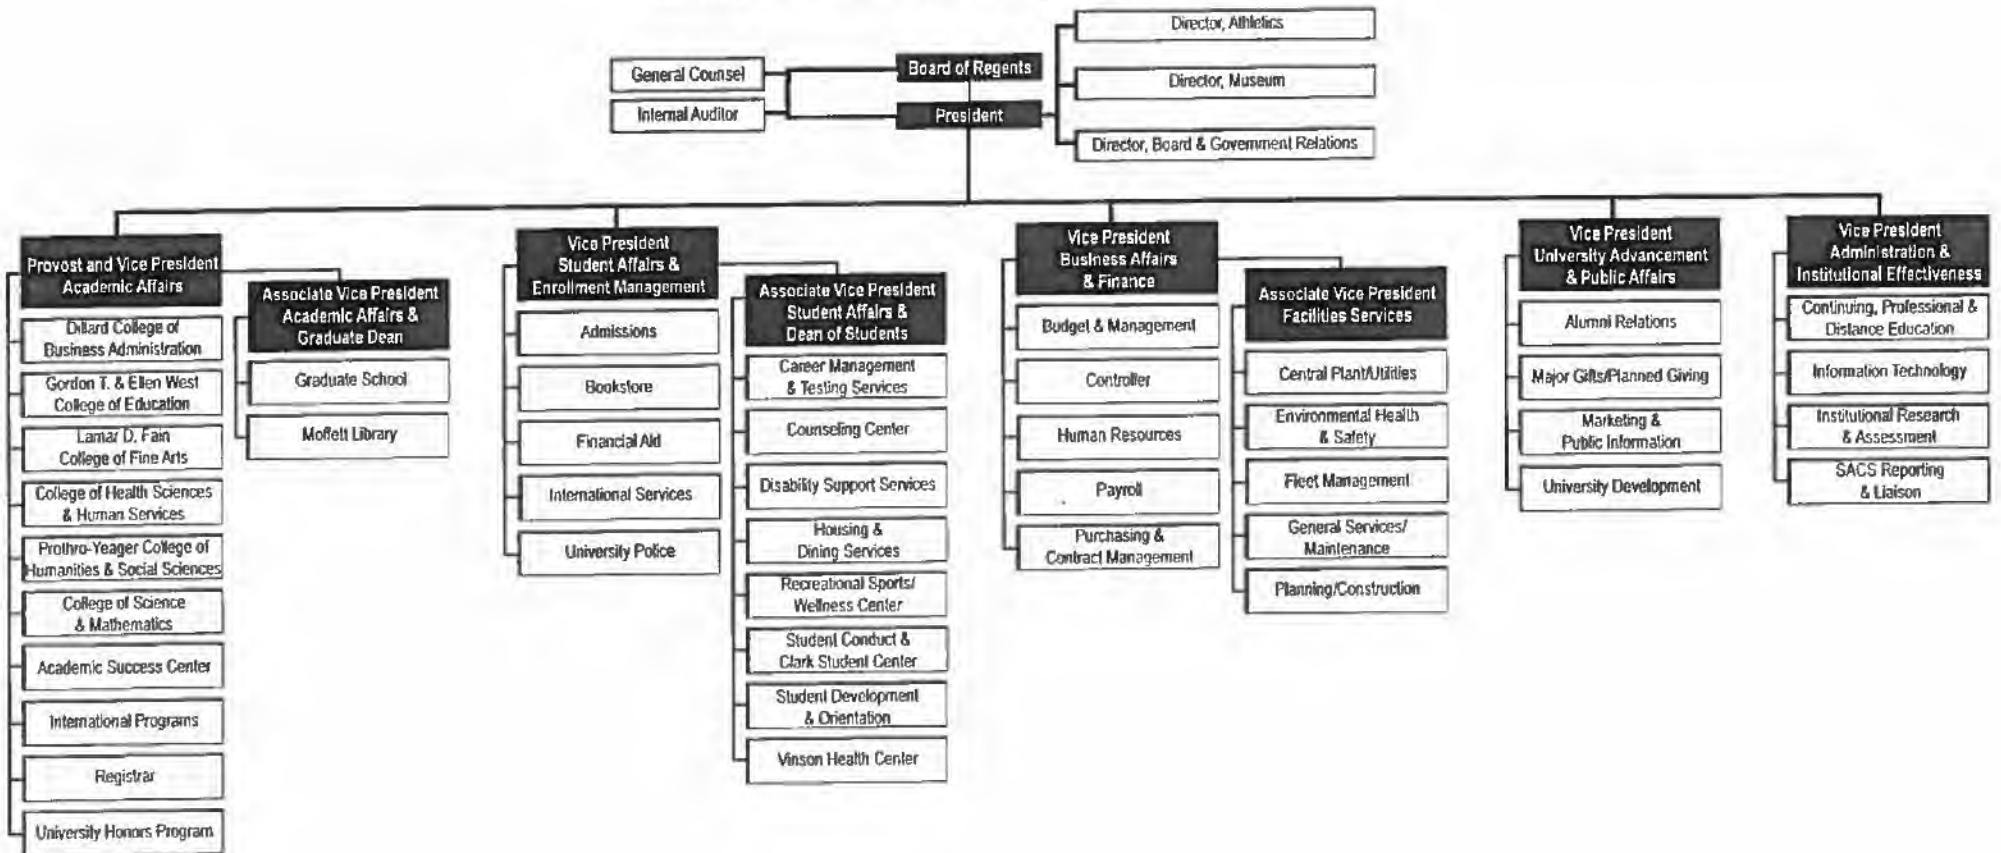 Director, Athletics
General Counsel
Board of Regents
Director, Museum
Internal Auditor
President
Director, Board & Government Relations
Provost and Vice President
Academic Affairs
Dillard College of
Business Administration
Gordon T. & Ellen West
College of Education
Lamar D. Fain
College of Fine Arts
College of Health Sciences
& Human Services
Prothro-Yeager College of
Humanities & Social Sciences
College of Science
& Mathematics
Academic Success Center
International Programs
Registrar
University Honors Program
Associate Vice President
Academic Affairs &
Graduate Dean
Graduate School
Moffett Library
Vice President
Student Affairs &
Enrollment Management
Admissions
Bookstore
Financial Aid
International Services
University Police
Associate Vice President
Student Affairs &
Dean of Students
Career Management
& Testing Services
Counseling Center
Disability Support Services
Housing &
Dining Services
Recreational Sports/
Wellness Center
Student Conduct &
Clark Student Center
Student Development
& Orientation
Vinson Health Center
Vice President
Business Affairs
& Finance
Budget & Management
Controller
Human Resources
Payroll
Purchasing &
Contract Management
Associate Vice President
Facilities Services
Central Plant/Utilities
Environmental Health
& Safety
Fleet Management
General Services/
Maintenance
Planning/Construction
Vice President
University Advancement
& Public Affairs
Alumni Relations
Major Gifts/Planned Giving
Marketing &
Public Information
University Development
Vice President
Administration &
Institutional Effectiveness
Continuing, Professional &
Distance Education
Information Technology
Institutional Research
& Assessment
SACS Reporting
& Liaison